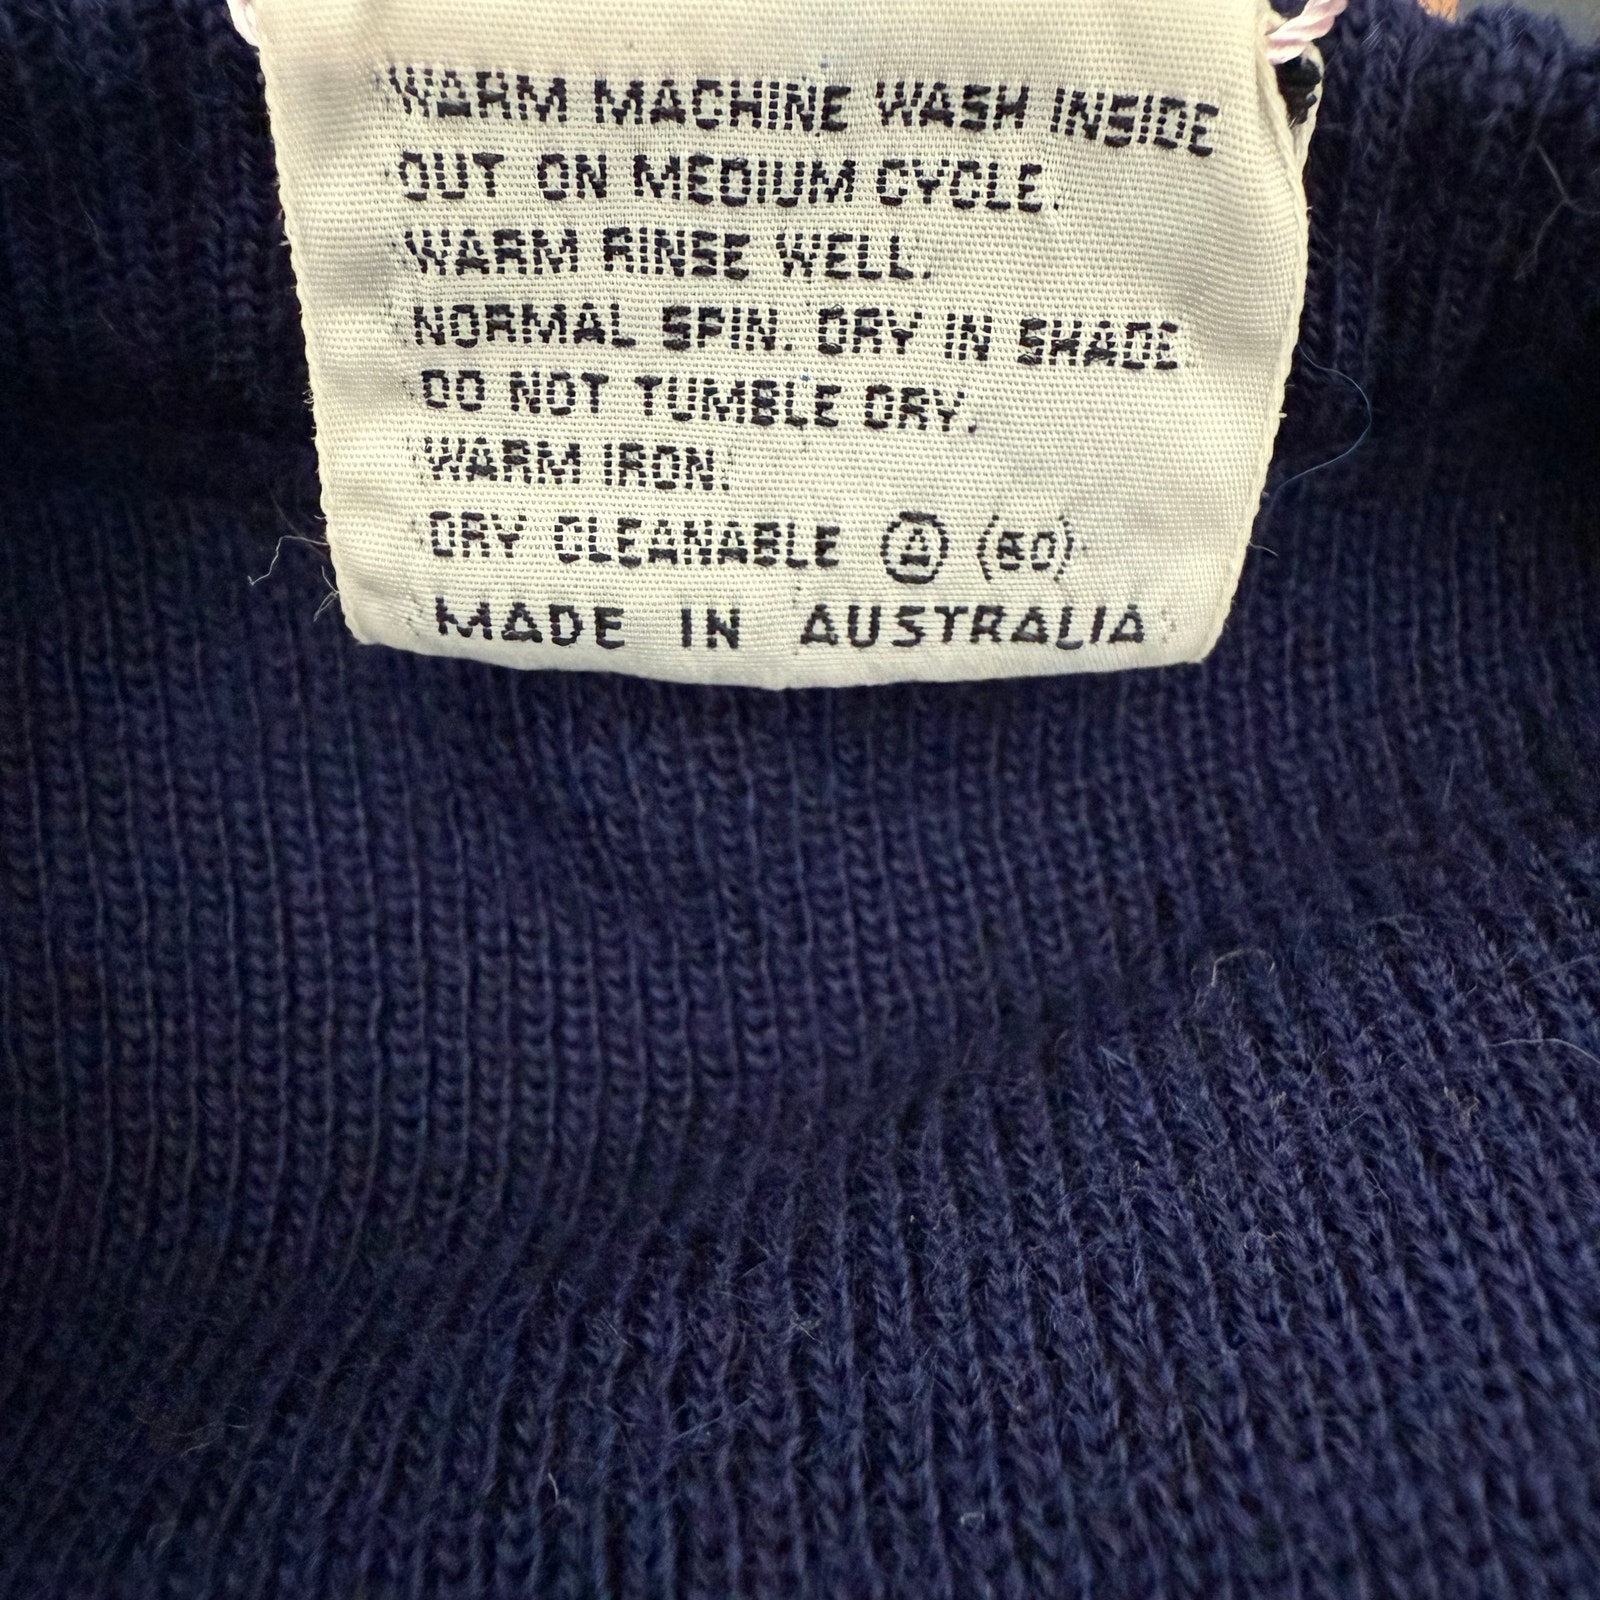 WARM MACHINE WASH INSIDE
OUT ON MEDIUM CYCLE.
WARM RINSE WELL.
NORMAL SPIN. DRY IN SHADE.
DO NOT TUMBLE DRY.
WARM IRON.
DRY CLEANABLE Ⓐ (50)
MADE IN AUSTRALIA